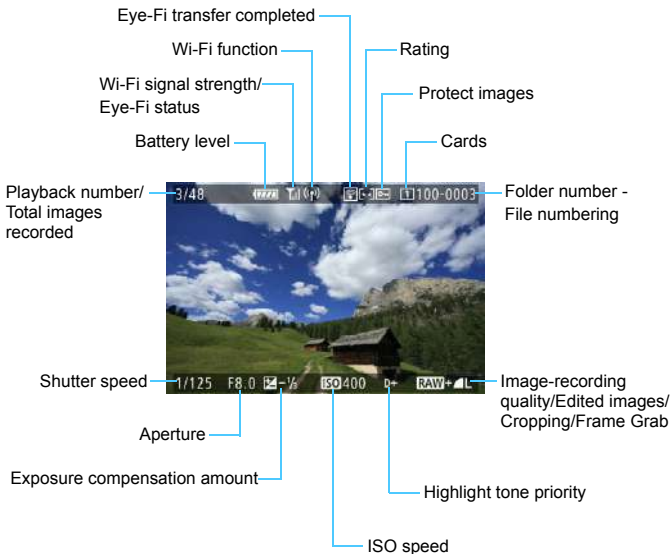 Eye-Fi transfer completed
Wi-Fi function
Rating
Wi-Fi signal strength/
Eye-Fi status
Protect images
Battery level
Cards
Playback number/
Total images
recorded
3/48
1 100-0003
Folder number -
File numbering
Shutter speed
1/125 F8.0 -⅓ ISO 400 D+ RAW+L
Image-recording
quality/Edited images/
Cropping/Frame Grab
Aperture
Exposure compensation amount
Highlight tone priority
ISO speed